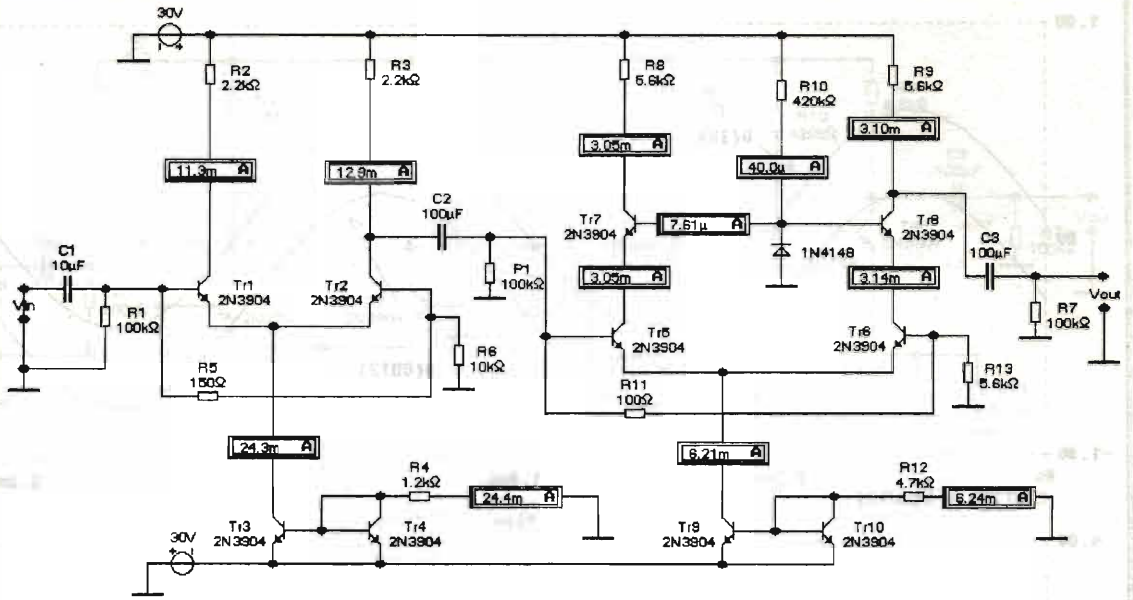 30V
R2
2.2kΩ
R3
2.2kΩ
R8
5.6kΩ
R10
420kΩ
R9
5.6kΩ
11.3m A
12.9m A
3.05m A
40.0µ A
3.10m A
C1
10µF
C2
100µF
Tr7
2N3904
7.61µ A
Tr8
2N3904
1N4148
C3
100µF
Tr1
2N3904
Tr2
2N3904
P1
100kΩ
3.05m A
3.14m A
Vin
R1
100kΩ
R7
100kΩ
Vout
Tr5
2N3904
Tr6
2N3904
R5
150Ω
R6
10kΩ
R11
100Ω
R13
5.6kΩ
24.3m A
6.21m A
R4
1.2kΩ
24.4m A
R12
4.7kΩ
6.24m A
Tr3
2N3904
Tr4
2N3904
Tr9
2N3904
Tr10
2N3904
30V